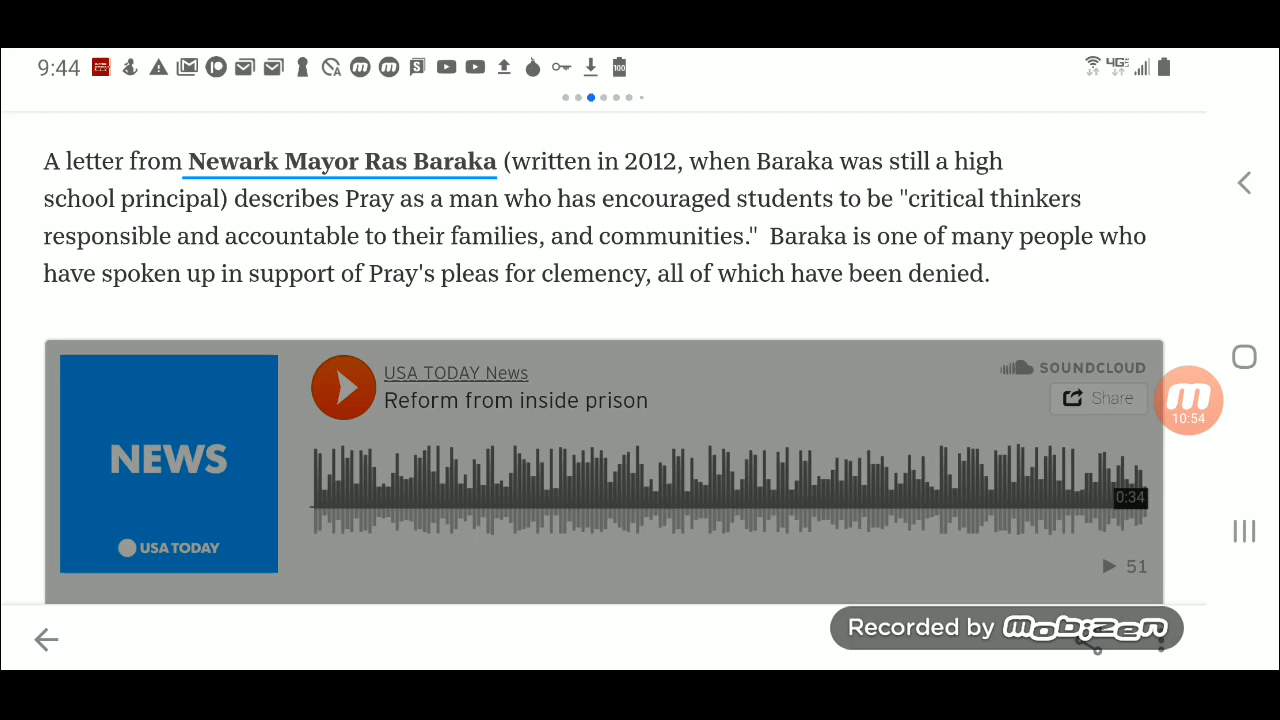 9:44
4G
A letter from Newark Mayor Ras Baraka (written in 2012, when Baraka was still a high
school principal) describes Pray as a man who has encouraged students to be "critical thinkers
responsible and accountable to their families, and communities."  Baraka is one of many people who
have spoken up in support of Pray's pleas for clemency, all of which have been denied.
USA TODAY News
SOUNDCLOUD
Reform from inside prison
Share
10:54
NEWS
0:34
USA TODAY
51
Recorded by mobizen